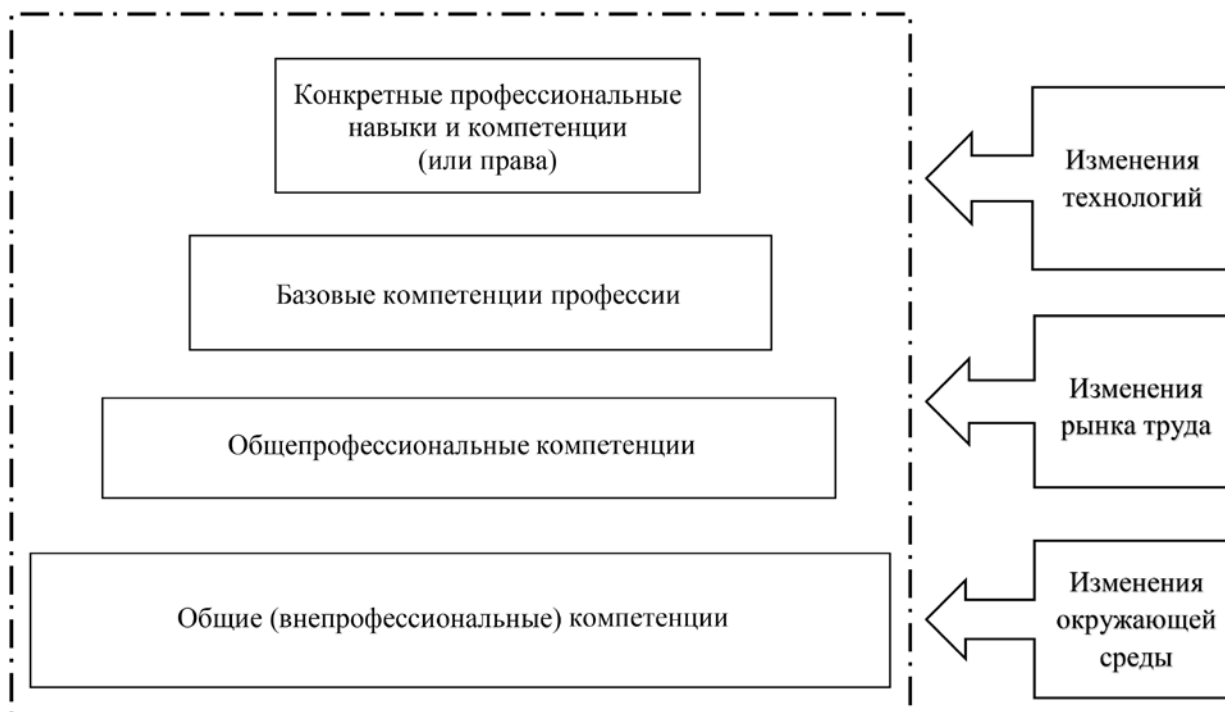 Конкретные профессиональные
навыки и компетенции
(или права)
Базовые компетенции профессии
Общепрофессиональные компетенции
Общие (внепрофессиональные) компетенции
Изменения
технологий
Изменения
рынка труда
Изменения
окружающей
среды